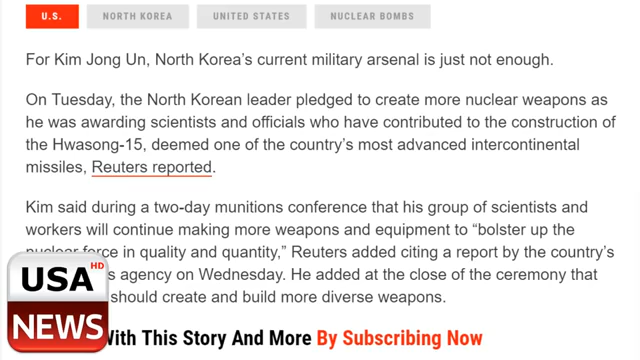 U.S. NORTH KOREA UNITED STATES NUCLEAR BOMBS
For Kim Jong Un, North Korea's current military arsenal is just not enough.
On Tuesday, the North Korean leader pledged to create more nuclear weapons as
he was awarding scientists and officials who have contributed to the construction of
the Hwasong-15, deemed one of the country's most advanced intercontinental
missiles, Reuters reported.
Kim said during a two-day munitions conference that his group of scientists and
workers will continue making more weapons and equipment to “bolster up the
nuclear force in quality and quantity,” Reuters added citing a report by the country's
agency on Wednesday. He added at the close of the ceremony that
should create and build more diverse weapons.
With This Story And More By Subscribing Now
USA HD
NEWS